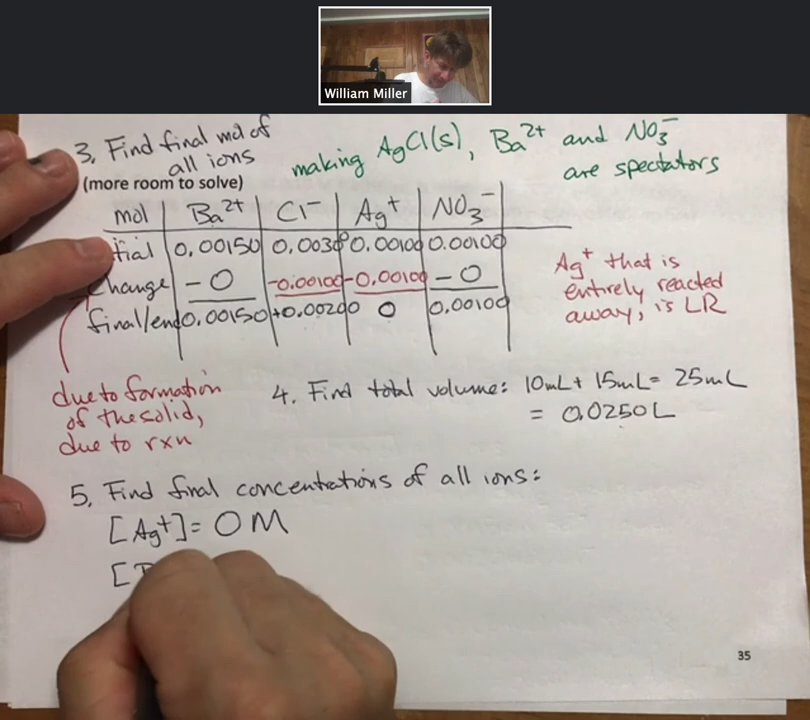 William Miller
3. Find final mol of
all ions
(more room to solve)
making AgCl(s), Ba²⁺ and NO₃⁻
are spectators
mol Ba²⁺ Cl⁻ Ag⁺ NO₃⁻
tial 0.00150 0.00300 0.00100 0.00100
change - 0 -0.00100 -0.00100 - 0
final/end 0.00150 +0.00200 0 0.00100
Ag⁺ that is
entirely reacted
away, is LR
due to formation
of the solid,
due to rxn
4. Find total volume: 10mL + 15mL = 25mL
= 0.0250L
5. Find final concentrations of all ions:
[Ag⁺] = 0 M
[
35